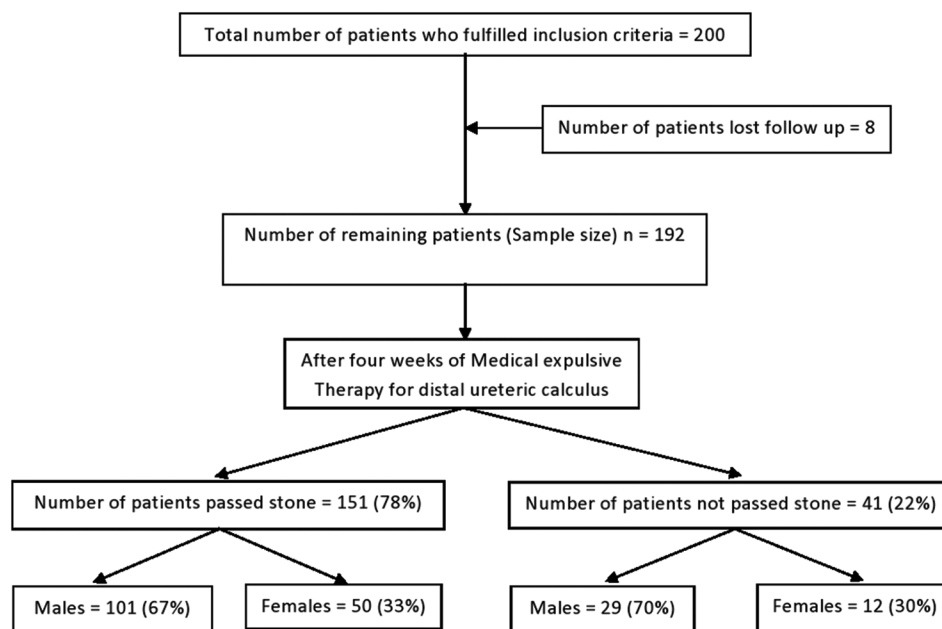 Total number of patients who fulfilled inclusion criteria = 200
Number of patients lost follow up = 8
Number of remaining patients (Sample size) n = 192
After four weeks of Medical expulsive
Therapy for distal ureteric calculus
Number of patients passed stone = 151 (78%)
Number of patients not passed stone = 41 (22%)
Males = 101 (67%)
Females = 50 (33%)
Males = 29 (70%)
Females = 12 (30%)